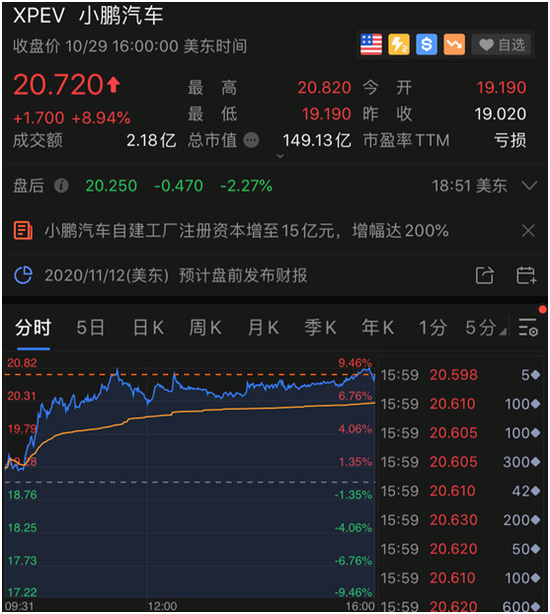 XPEV 小鹏汽车
收盘价 10/29 16:00:00 美东时间
自选
20.720
+1.700 +8.94%
最高 20.820 今开 19.190
最低 19.190 昨收 19.020
成交额 2.18亿 总市值 149.13亿 市盈率TTM 亏损
盘后 20.250 -0.470 -2.27% 18:51 美东
小鹏汽车自建工厂注册资本增至15亿元，增幅达200%
2020/11/12(美东) 预计盘前发布财报
分时 5日 日K 周K 月K 季K 年K 1分 5分
20.82 9.46%
20.31 6.76%
19.79 4.06%
19.28 1.35%
18.76 -1.35%
18.25 -4.06%
17.73 -6.76%
17.22 -9.46%
09:31 12:00 16:00
15:59 20.598 5
15:59 20.610 100
15:59 20.605 100
15:59 20.605 300
15:59 20.610 42
15:59 20.630 200
15:59 20.620 50
15:59 20.610 100
15:59 20.620 600